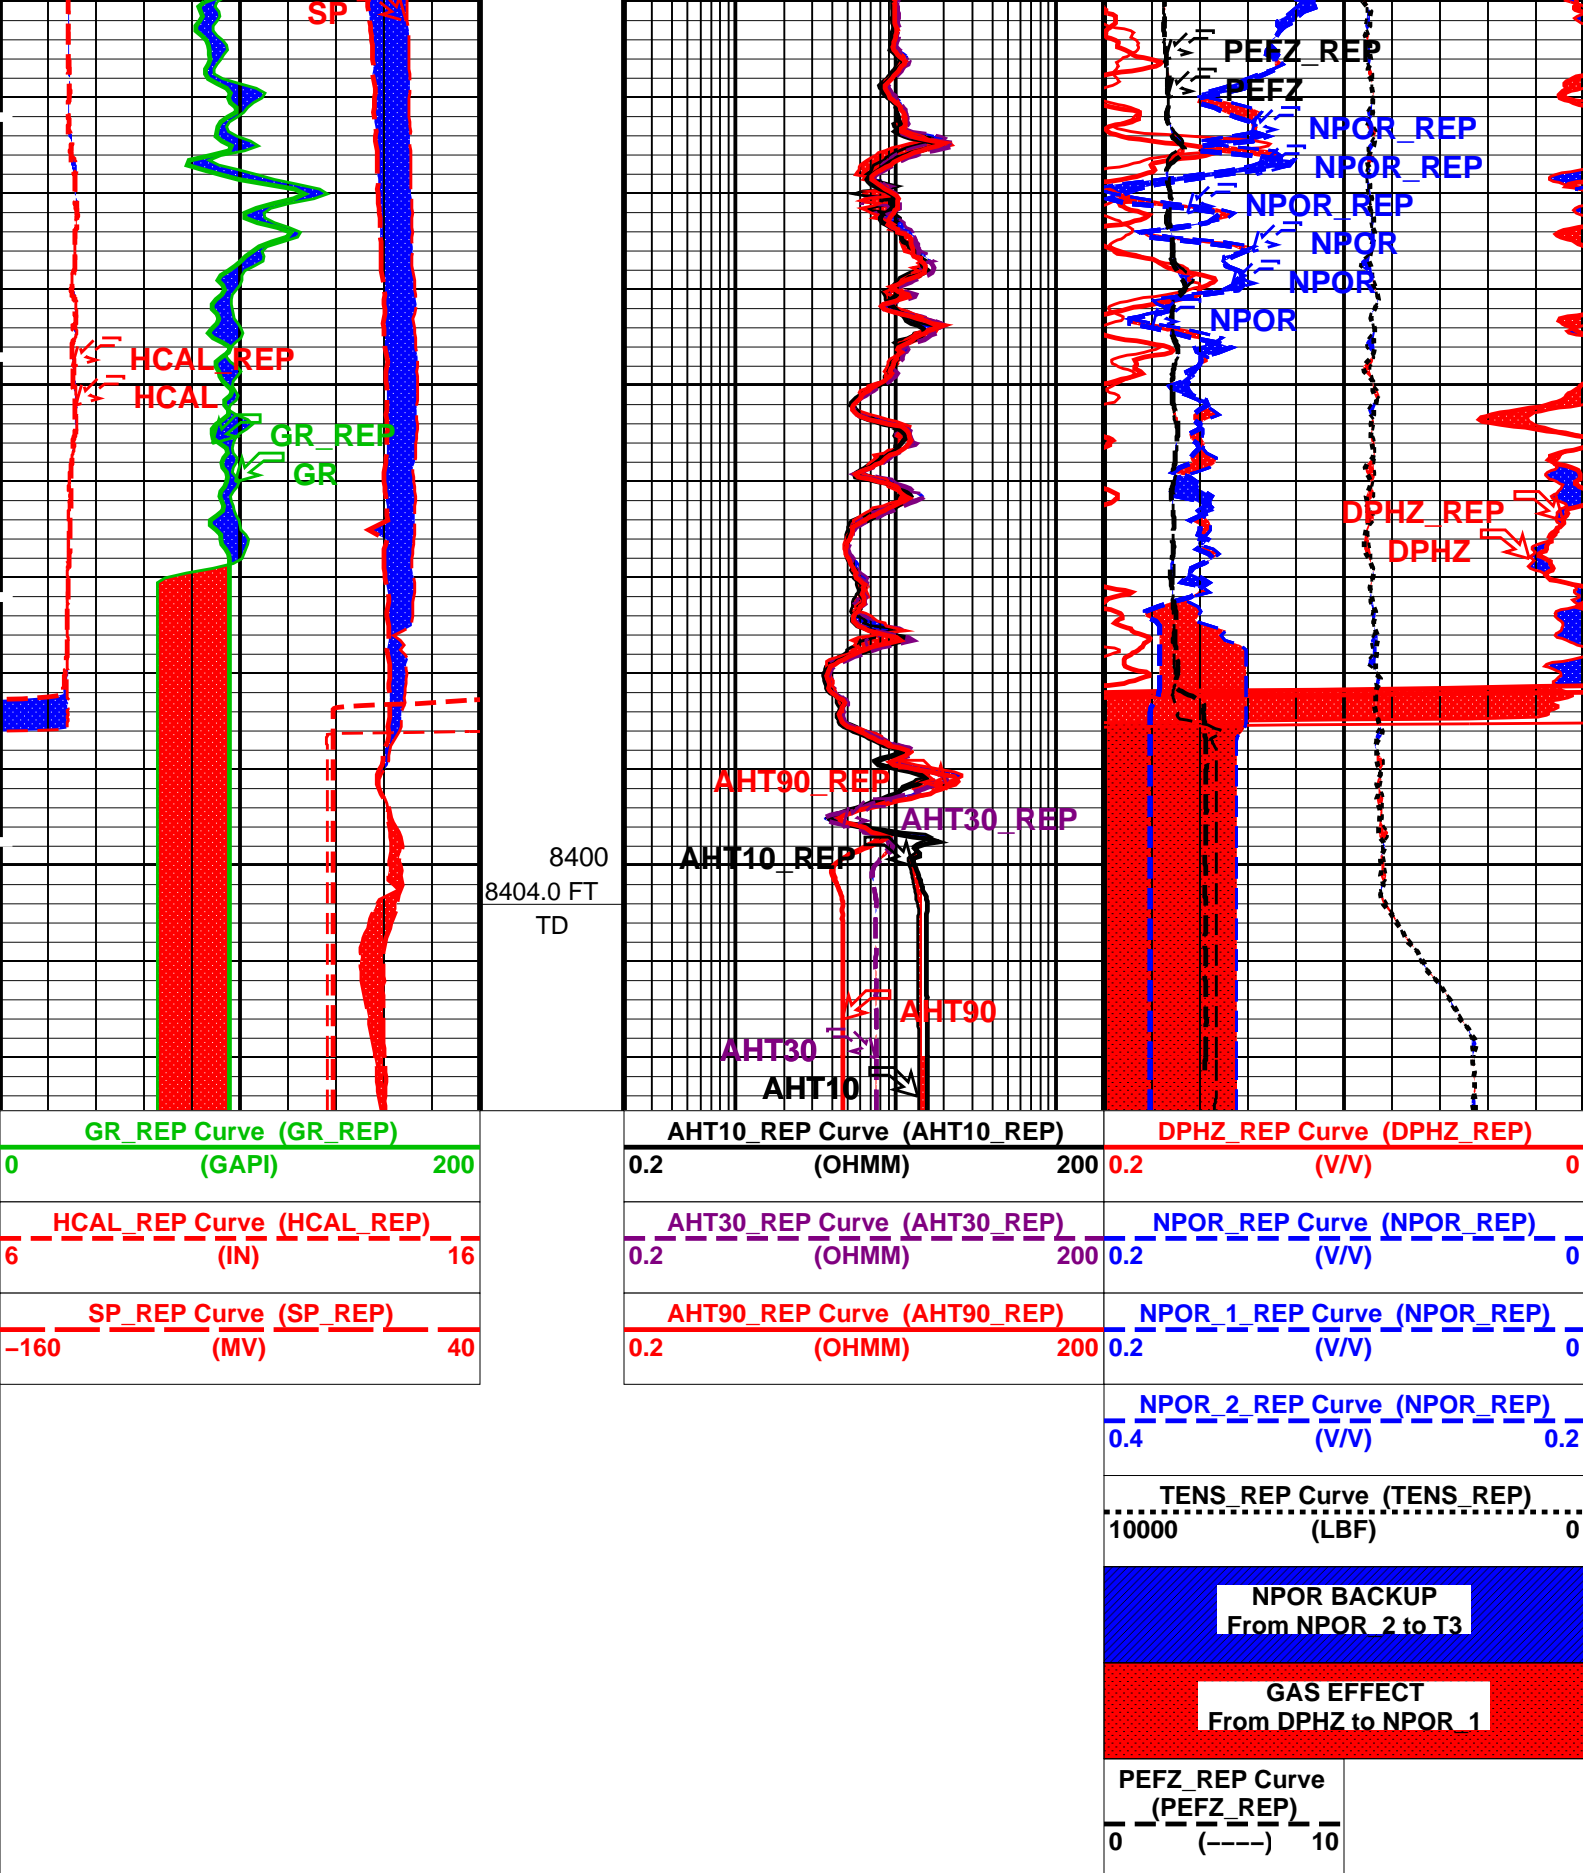 SP
PEFZ_REP
PEFZ
NPOR_REP
NPOR_REP
NPOR_REP
NPOR
NPOR
NPOR
HCAL_REP
HCAL
GR_REP
GR
DPHZ_REP
DPHZ
AHT90_REP
AHT30_REP
AHT10_REP
8400
8404.0 FT
TD
AHT90
AHT30
AHT10
GR_REP Curve (GR_REP)
0 (GAPI) 200
HCAL_REP Curve (HCAL_REP)
6 (IN) 16
SP_REP Curve (SP_REP)
−160 (MV) 40
AHT10_REP Curve (AHT10_REP)
0.2 (OHMM) 200
AHT30_REP Curve (AHT30_REP)
0.2 (OHMM) 200
AHT90_REP Curve (AHT90_REP)
0.2 (OHMM) 200
DPHZ_REP Curve (DPHZ_REP)
0.2 (V/V) 0
NPOR_REP Curve (NPOR_REP)
0.2 (V/V) 0
NPOR_1_REP Curve (NPOR_REP)
0.2 (V/V) 0
NPOR_2_REP Curve (NPOR_REP)
0.4 (V/V) 0.2
TENS_REP Curve (TENS_REP)
10000 (LBF) 0
NPOR BACKUP
From NPOR_2 to T3
GAS EFFECT
From DPHZ to NPOR_1
PEFZ_REP Curve
(PEFZ_REP)
0 (−−−−) 10